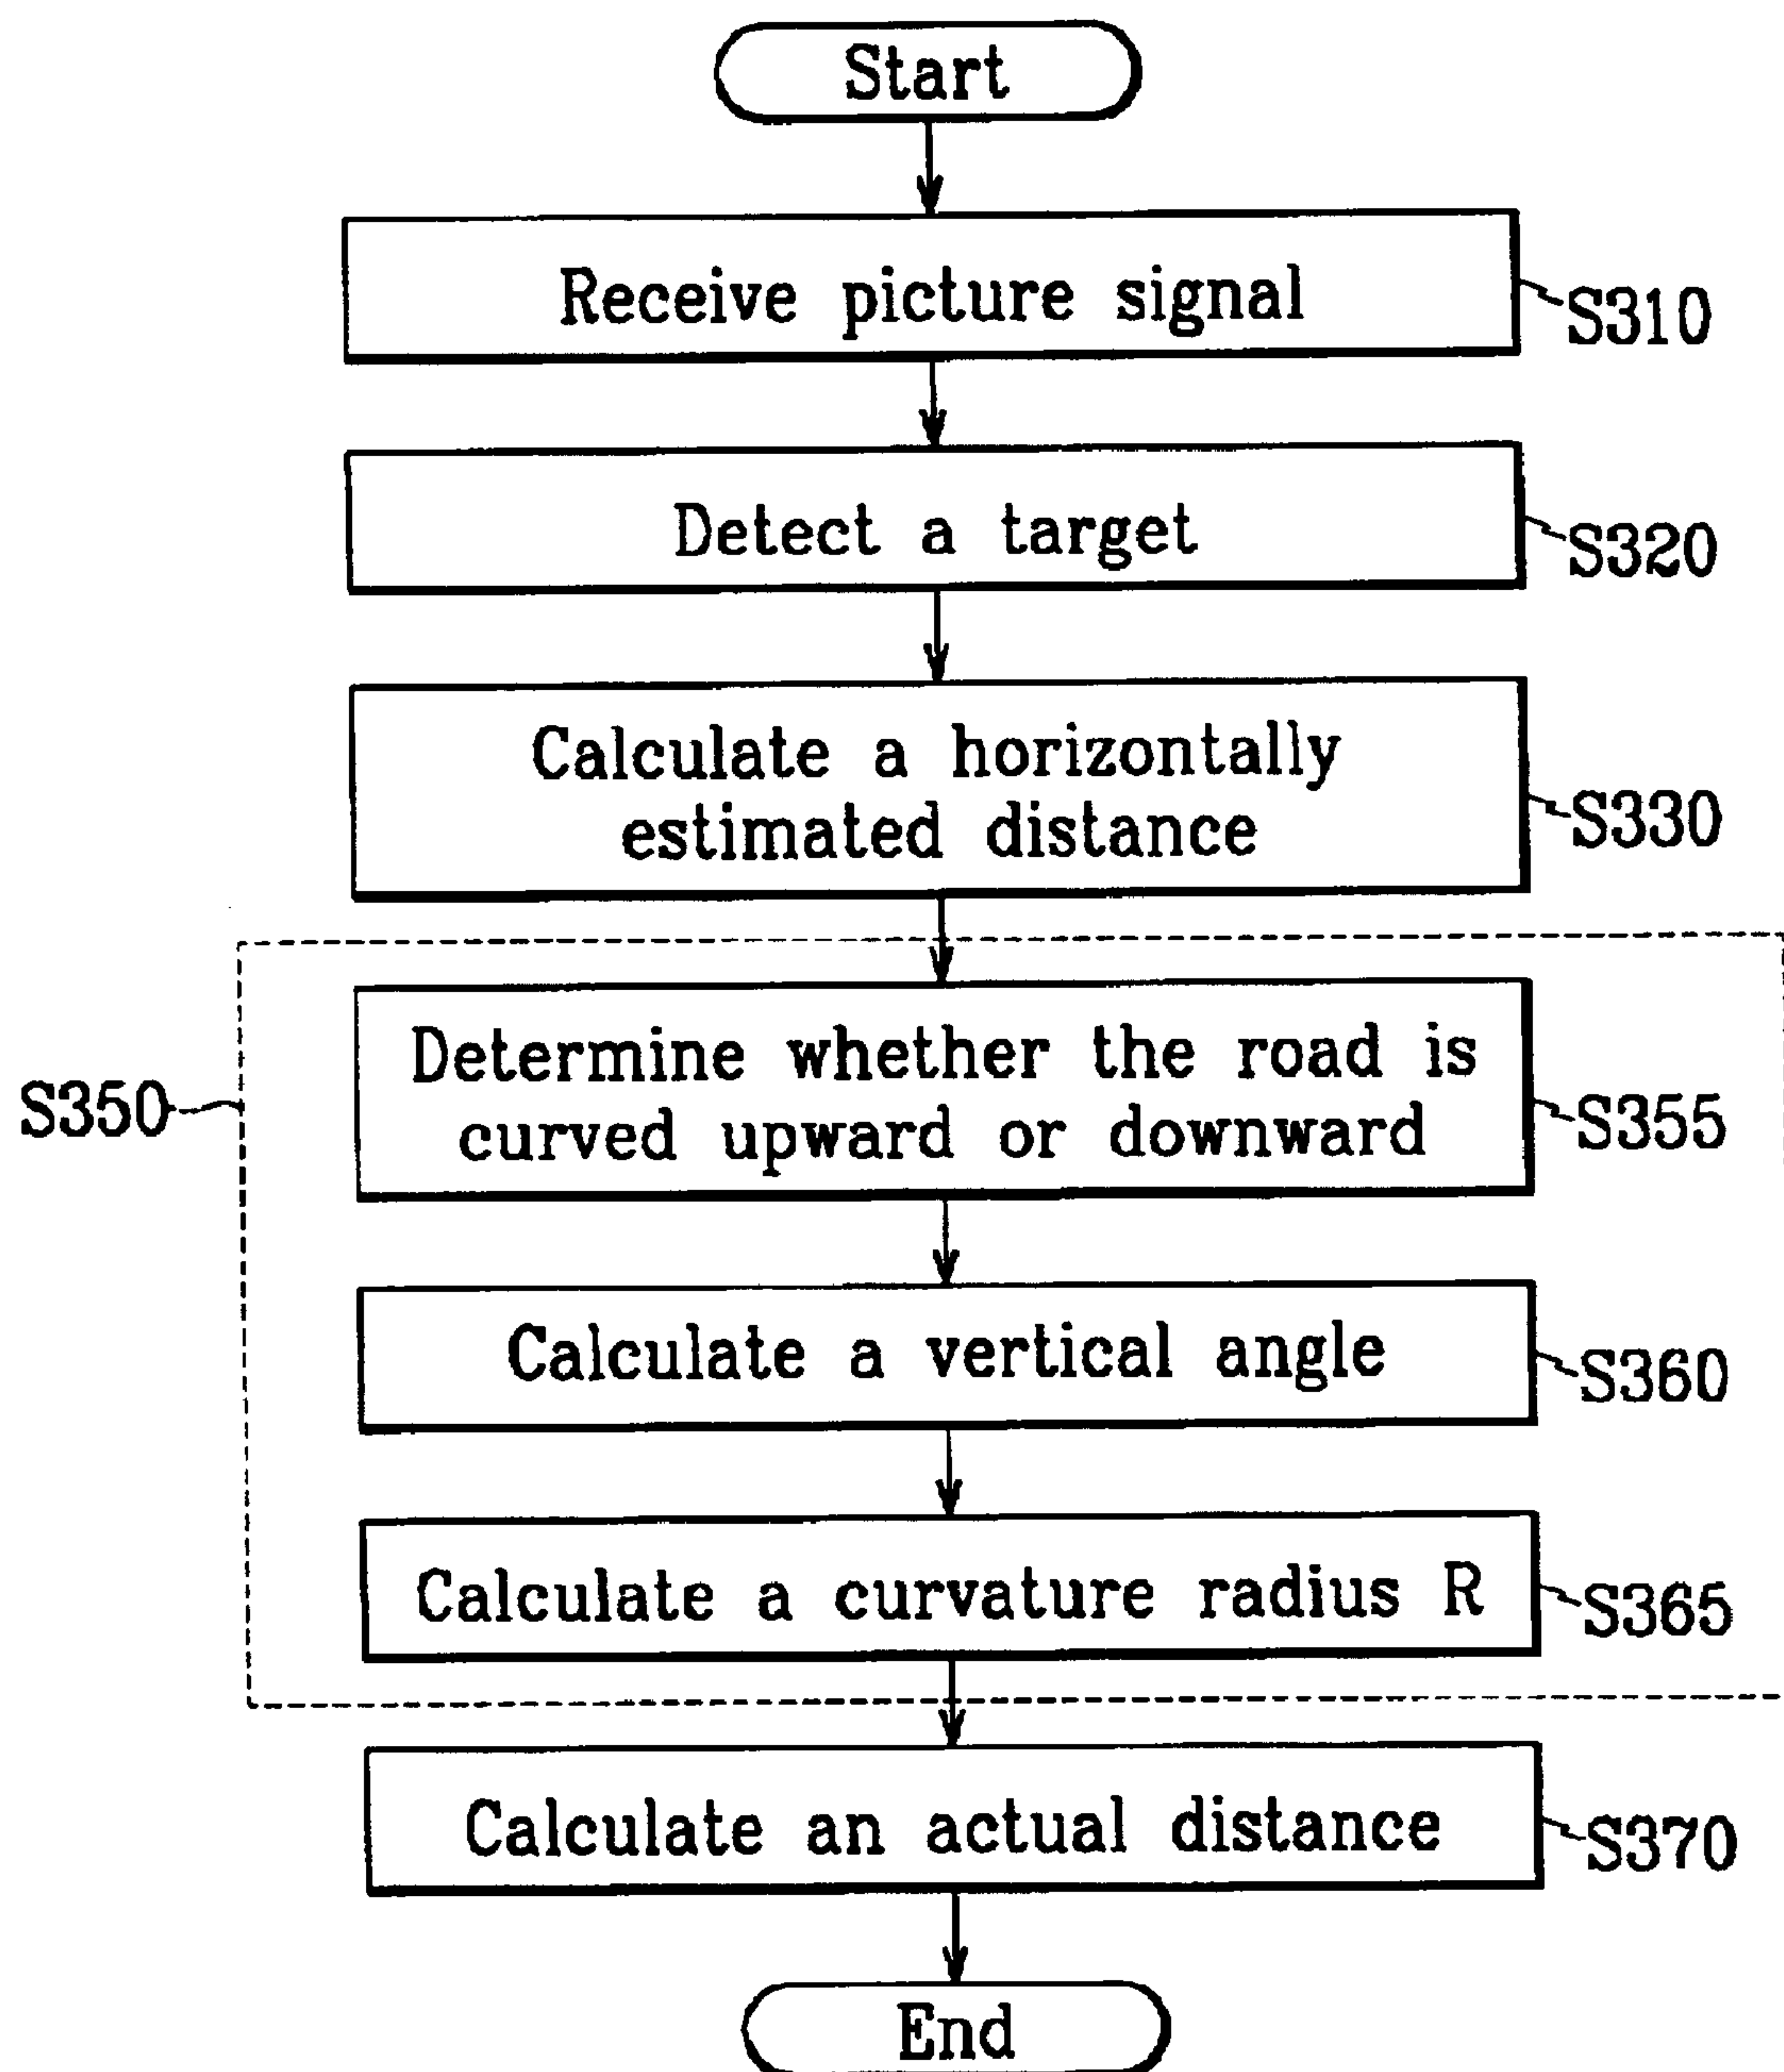 Start
Receive picture signal
S310
Detect a target
S320
Calculate a horizontally
estimated distance
S330
Determine whether the road is
curved upward or downward
S355
S350
Calculate a vertical angle
S360
Calculate a curvature radius R
S365
Calculate an actual distance
S370
End